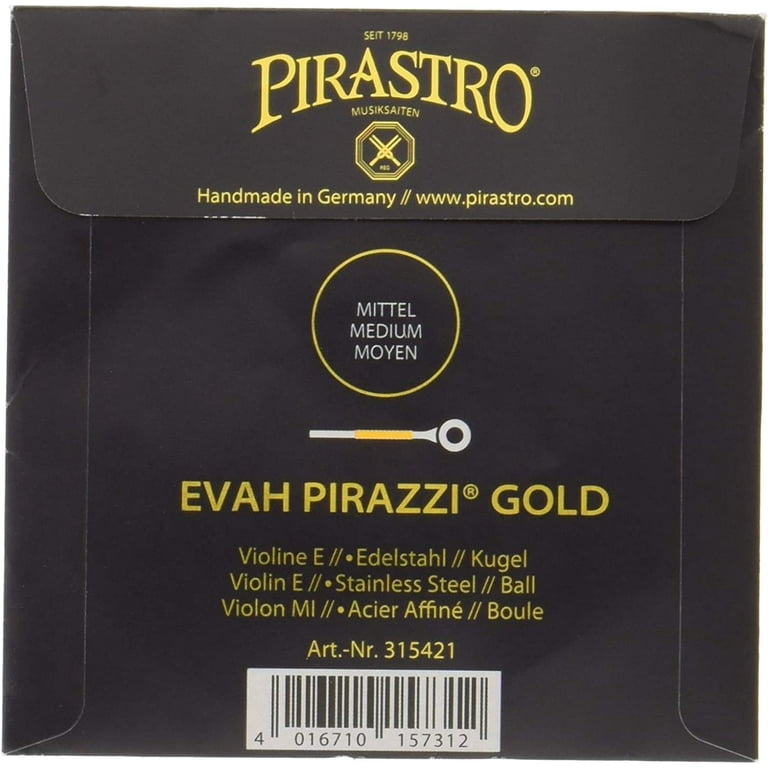 SEIT 1798
PIRASTRO®
MUSIKSAITEN
REG
Handmade in Germany // www.pirastro.com
MITTEL
MEDIUM
MOYEN
EVAH PIRAZZI® GOLD
Violine E //•Edelstahl // Kugel
Violin E //•Stainless Steel // Ball
Violon MI //•Acier Affiné // Boule
Art.-Nr. 315421
4 016710 157312